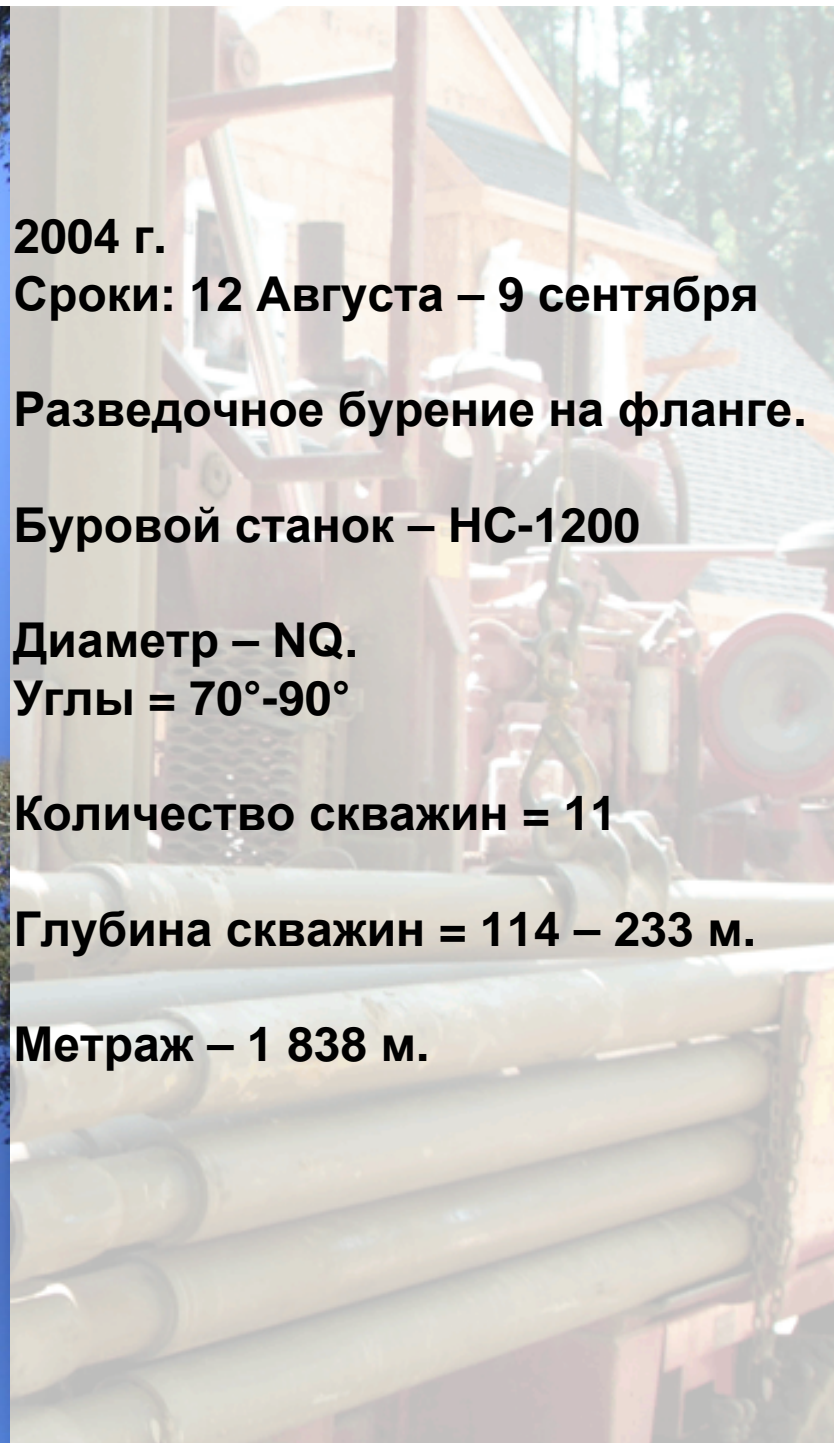 2004 г.
Сроки: 12 Августа – 9 сентября
Разведочное бурение на фланге.
Буровой станок – НС-1200
Диаметр – NQ.
Углы = 70°-90°
Количество скважин = 11
Глубина скважин = 114 – 233 м.
Метраж – 1 838 м.